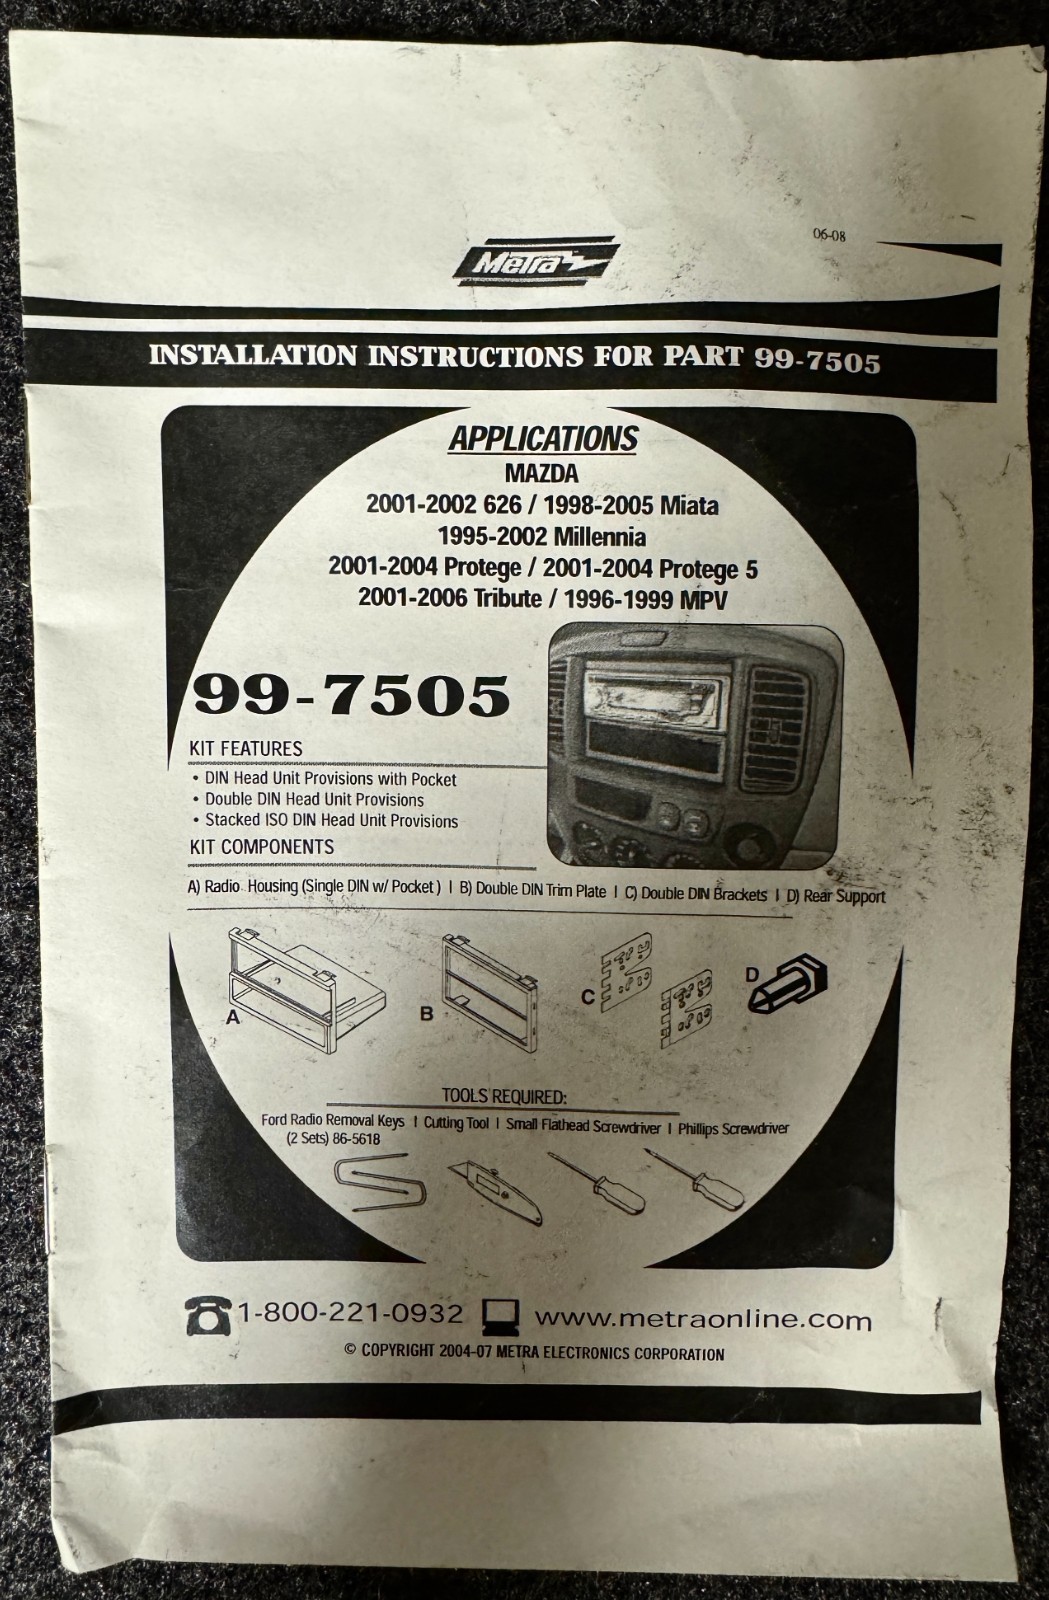 06-08
Metra
INSTALLATION INSTRUCTIONS FOR PART 99-7505
APPLICATIONS
MAZDA
2001-2002 626 / 1998-2005 Miata
1995-2002 Millennia
2001-2004 Protege / 2001-2004 Protege 5
2001-2006 Tribute / 1996-1999 MPV
99-7505
KIT FEATURES
• DIN Head Unit Provisions with Pocket
• Double DIN Head Unit Provisions
• Stacked ISO DIN Head Unit Provisions
KIT COMPONENTS
A) Radio Housing (Single DIN w/ Pocket) | B) Double DIN Trim Plate | C) Double DIN Brackets | D) Rear Support
A
B
C
D
TOOLS REQUIRED:
Ford Radio Removal Keys | Cutting Tool | Small Flathead Screwdriver | Phillips Screwdriver
(2 Sets) 86-5618
1-800-221-0932 www.metraonline.com
© COPYRIGHT 2004-07 METRA ELECTRONICS CORPORATION